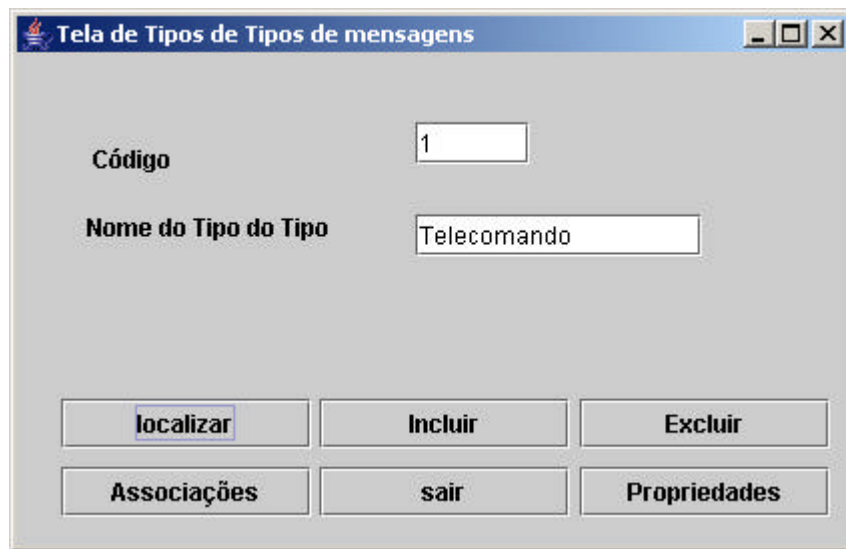 Tela de Tipos de Tipos de mensagens
Código
1
Nome do Tipo do Tipo
Telecomando
localizar Incluir Excluir
Associações sair Propriedades